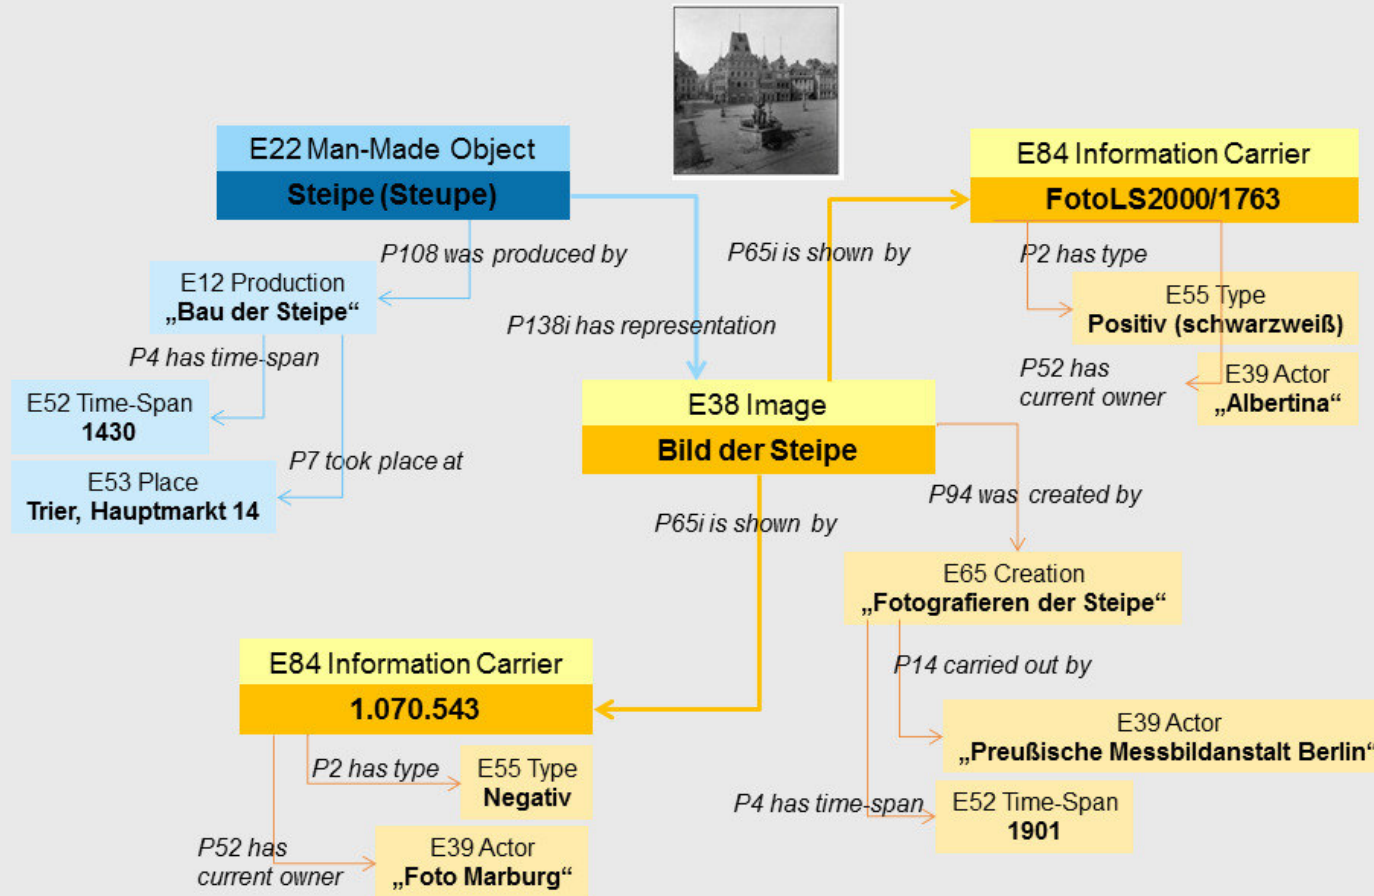 E22 Man-Made Object
Steipe (Steupe)
P108 was produced by
E12 Production
„Bau der Steipe“
P4 has time-span
E52 Time-Span
1430
P7 took place at
E53 Place
Trier, Hauptmarkt 14
P138i has representation
E38 Image
Bild der Steipe
P65i is shown by
E84 Information Carrier
FotoLS2000/1763
P2 has type
E55 Type
Positiv (schwarzweiß)
P52 has
current owner
E39 Actor
„Albertina“
P94 was created by
E65 Creation
„Fotografieren der Steipe“
P14 carried out by
E39 Actor
„Preußische Messbildanstalt Berlin“
P4 has time-span
E52 Time-Span
1901
P65i is shown by
E84 Information Carrier
1.070.543
P2 has type
E55 Type
Negativ
P52 has
current owner
E39 Actor
„Foto Marburg“